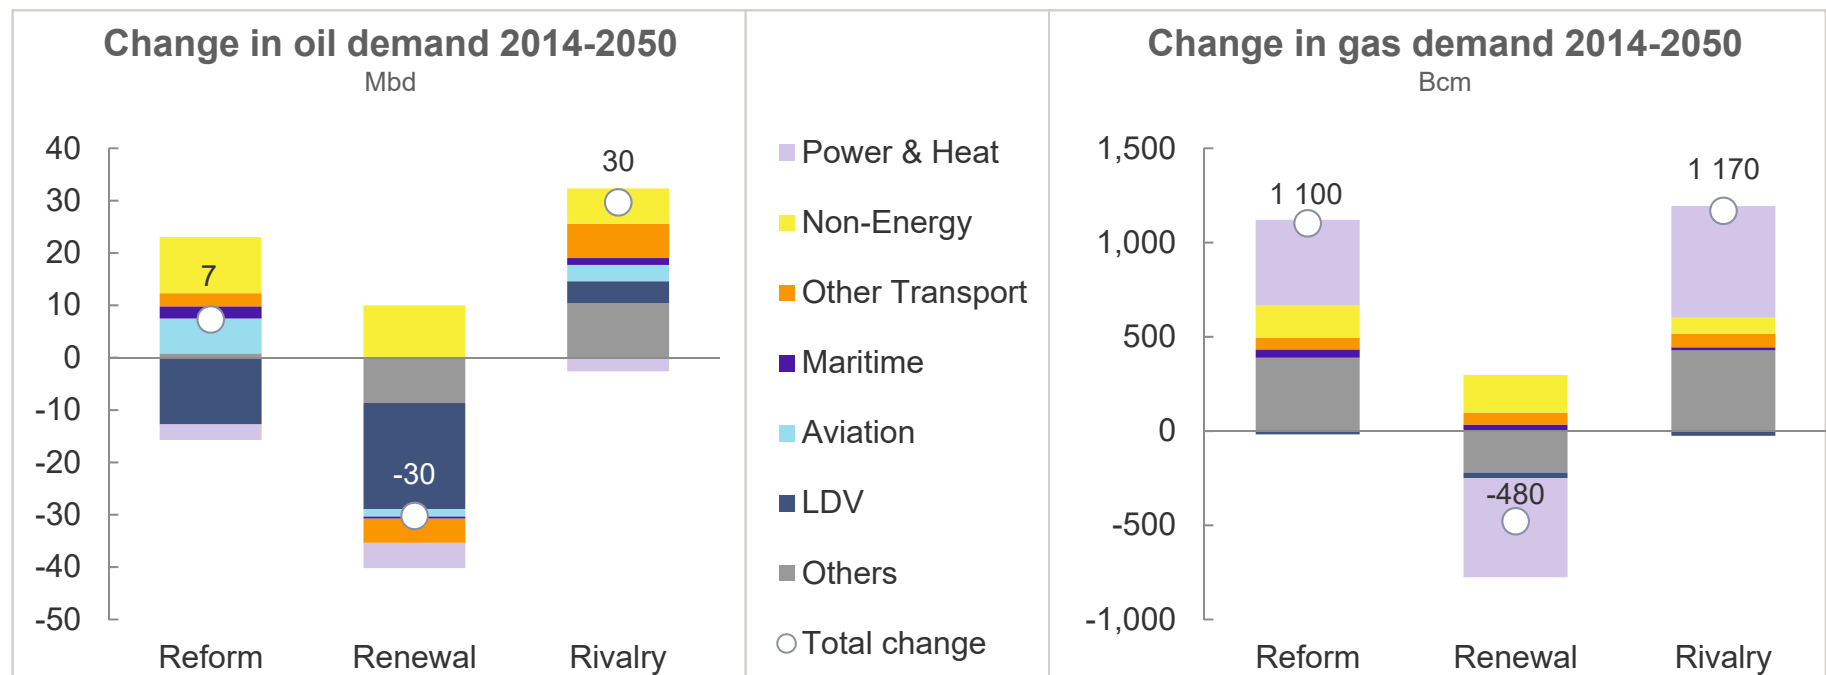 Change in oil demand 2014-2050
Mbd
40
30
20
10
0
-10
-20
-30
-40
-50
7
-30
30
Reform
Renewal
Rivalry
Power & Heat
Non-Energy
Other Transport
Maritime
Aviation
LDV
Others
Total change
Change in gas demand 2014-2050
Bcm
1,500
1,000
500
0
-500
-1,000
1 100
-480
1 170
Reform
Renewal
Rivalry